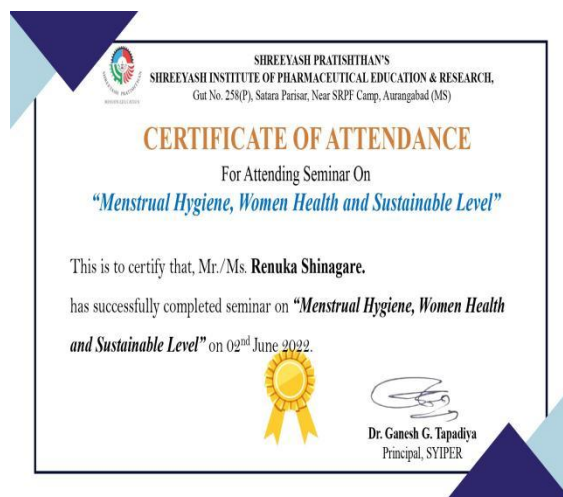 SHREEYASH PRATISHTHAN'S
SHREEYASH INSTITUTE OF PHARMACEUTICAL EDUCATION & RESEARCH,
Gut No. 258(P), Satara Parisar, Near SRPF Camp, Aurangabad (MS)
CERTIFICATE OF ATTENDANCE
For Attending Seminar On
“Menstrual Hygiene, Women Health and Sustainable Level”
This is to certify that, Mr./Ms. Renuka Shinagare.
has successfully completed seminar on “Menstrual Hygiene, Women Health
and Sustainable Level” on 02nd June 2022.
Dr. Ganesh G. Tapadiya
Principal, SYIPER